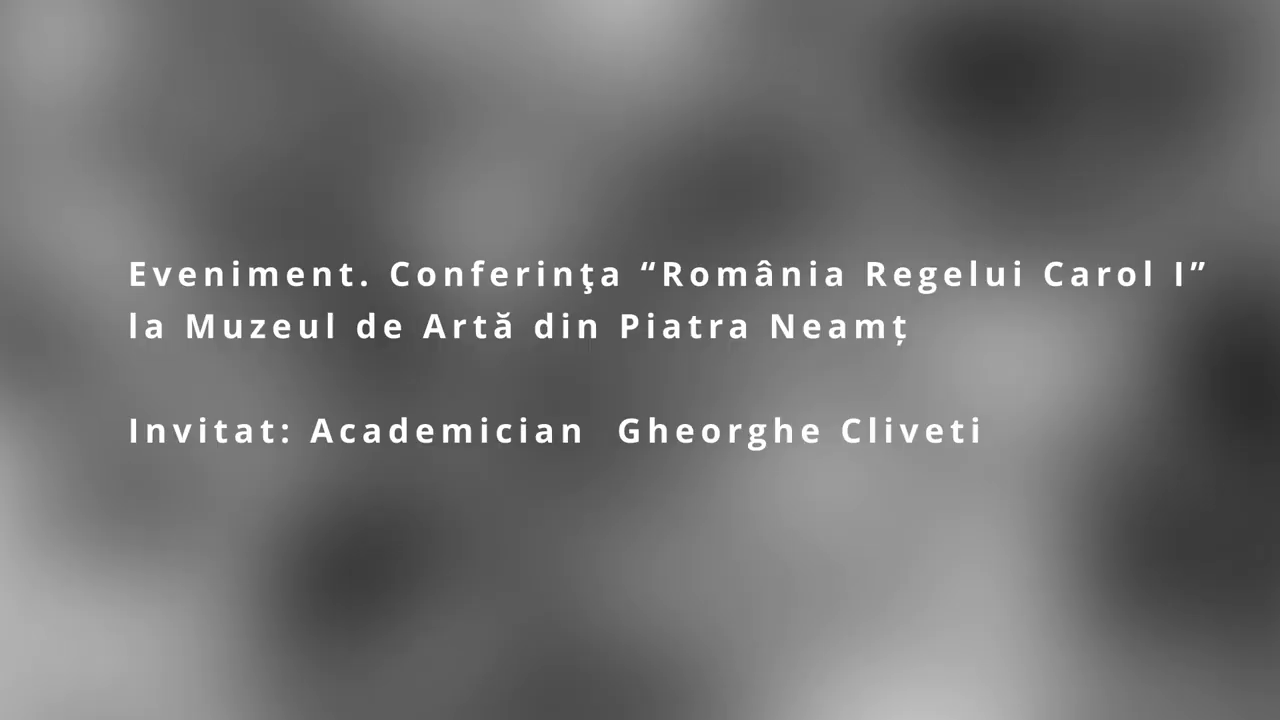 Eveniment. Conferinţa “România Regelui Carol I”
la Muzeul de Artă din Piatra Neamț
Invitat: Academician  Gheorghe Cliveti